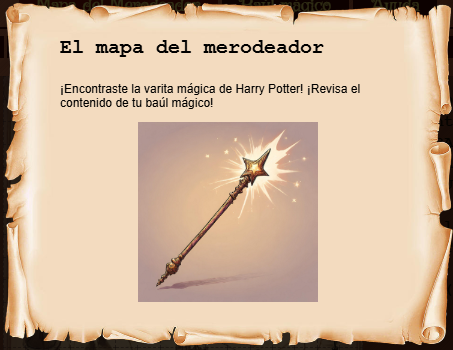 El mapa del merodeador
¡Encontraste la varita mágica de Harry Potter! ¡Revisa el
contenido de tu baúl mágico!